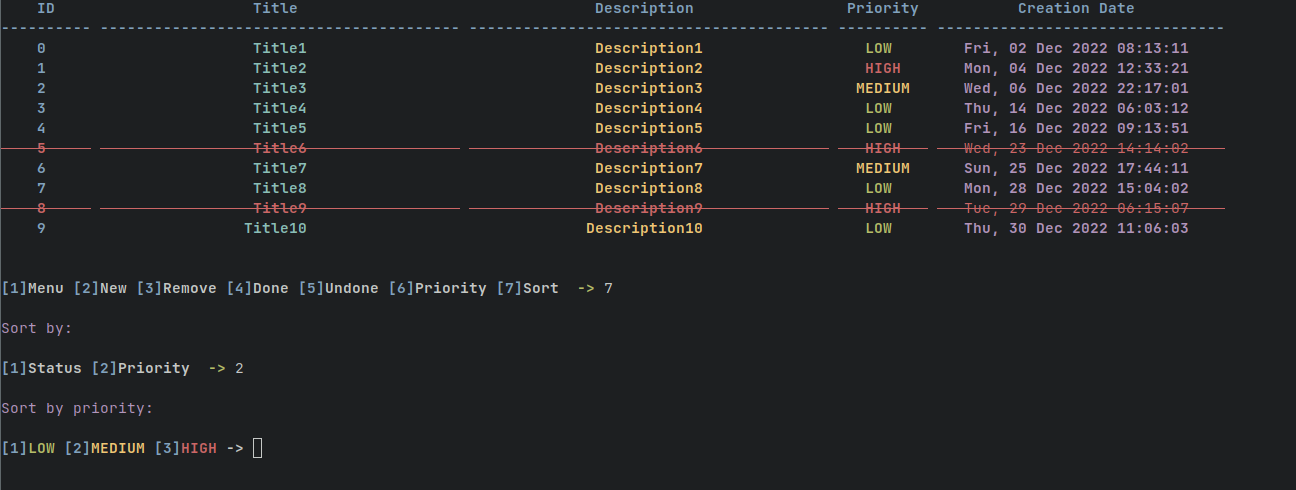 ID Title Description Priority Creation Date
---------- ---------------------------------------- ---------------------------------------- ---------- --------------------------------
0 Title1 Description1 LOW Fri, 02 Dec 2022 08:13:11
1 Title2 Description2 HIGH Mon, 04 Dec 2022 12:33:21
2 Title3 Description3 MEDIUM Wed, 06 Dec 2022 22:17:01
3 Title4 Description4 LOW Thu, 14 Dec 2022 06:03:12
4 Title5 Description5 LOW Fri, 16 Dec 2022 09:13:51
5 Title6 Description6 HIGH Wed, 23 Dec 2022 14:14:02
6 Title7 Description7 MEDIUM Sun, 25 Dec 2022 17:44:11
7 Title8 Description8 LOW Mon, 28 Dec 2022 15:04:02
8 Title9 Description9 HIGH Tue, 29 Dec 2022 06:15:07
9 Title10 Description10 LOW Thu, 30 Dec 2022 11:06:03
[1]Menu [2]New [3]Remove [4]Done [5]Undone [6]Priority [7]Sort -> 7
Sort by:
[1]Status [2]Priority -> 2
Sort by priority:
[1]LOW [2]MEDIUM [3]HIGH ->